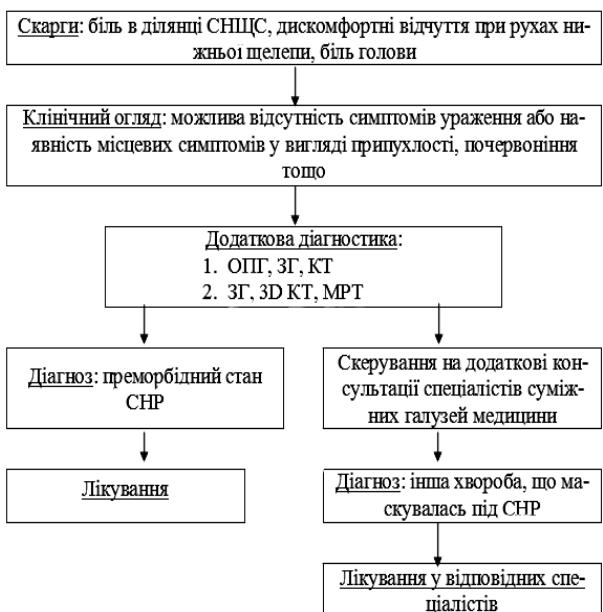 Скарги: біль в ділянці СНЩС, дискомфортні відчуття при рухах ни-
жньої щелепи, біль голови
Клінічний огляд: можлива відсутність симптомів ураження або на-
явність місцевих симптомів у вигляді припухлості, почервоніння
тощо
Додаткова діагностика:
1. ОПГ, ЗГ, КТ
2. ЗГ, 3D КТ, МРТ
Діагноз: преморбідний стан
СНР
Лікування
Скерування на додаткові кон-
сультації спеціалістів суміж-
них галузей медицини
Діагноз: інша хвороба, що ма-
скувалась під СНР
Лікування у відповідних спе-
ціалістів